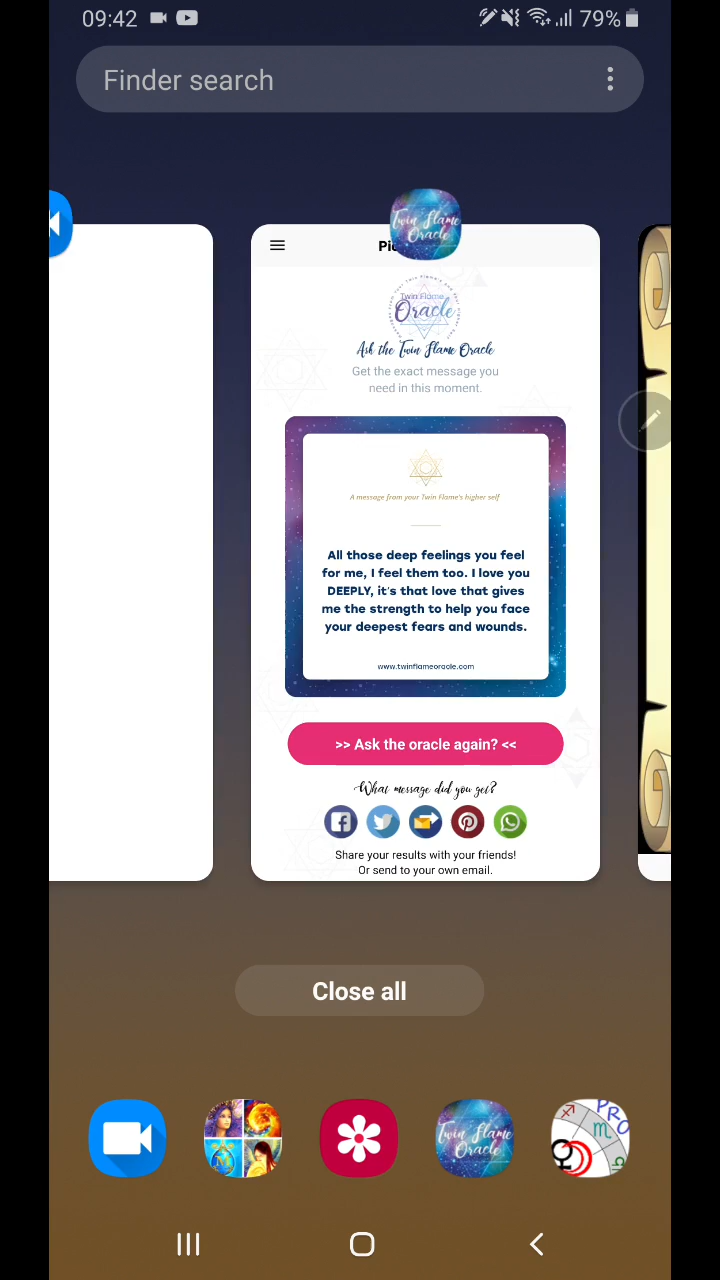 09:42
79%
Finder search
Twin Flame
Oracle
Twin Flame
Oracle
Ask the Twin Flame Oracle
Get the exact message you
need in this moment.
A message from your Twin Flame's higher self
All those deep feelings you feel
for me, I feel them too. I love you
DEEPLY, it's that love that gives
me the strength to help you face
your deepest fears and wounds.
www.twinflameoracle.com
>> Ask the oracle again? <<
What message did you get?
Share your results with your friends!
Or send to your own email.
Close all
Twin Flame
Oracle
PRO